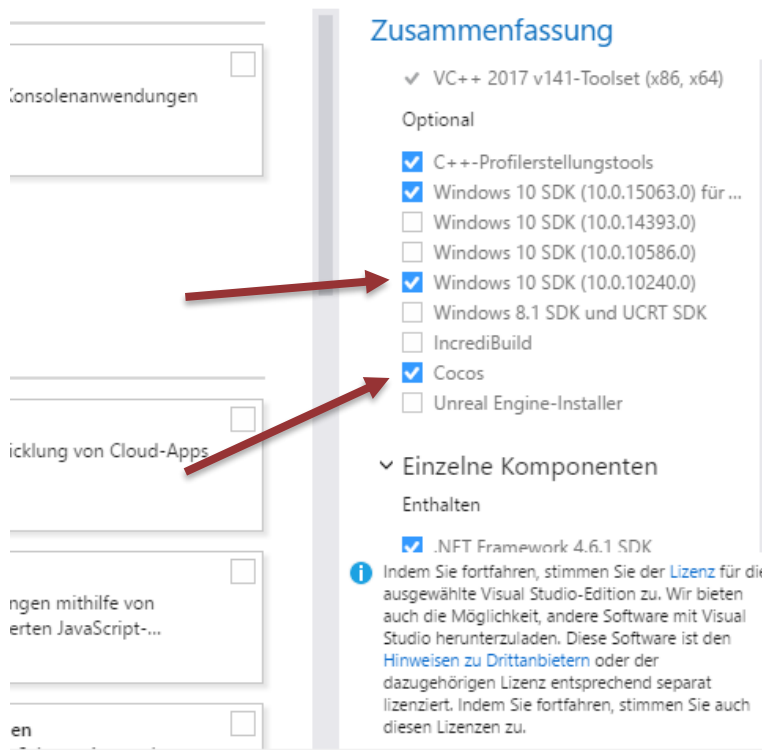 Konsolenanwendungen
icklung von Cloud-Apps
ngen mithilfe von
erten JavaScript-...
en
Zusammenfassung
VC++ 2017 v141-Toolset (x86, x64)
Optional
C++-Profilerstellungstools
Windows 10 SDK (10.0.15063.0) für ...
Windows 10 SDK (10.0.14393.0)
Windows 10 SDK (10.0.10586.0)
Windows 10 SDK (10.0.10240.0)
Windows 8.1 SDK und UCRT SDK
IncrediBuild
Cocos
Unreal Engine-Installer
Einzelne Komponenten
Enthalten
.NET Framework 4.6.1 SDK
Indem Sie fortfahren, stimmen Sie der Lizenz für die
ausgewählte Visual Studio-Edition zu. Wir bieten
auch die Möglichkeit, andere Software mit Visual
Studio herunterzuladen. Diese Software ist den
Hinweisen zu Drittanbietern oder der
dazugehörigen Lizenz entsprechend separat
lizenziert. Indem Sie fortfahren, stimmen Sie auch
diesen Lizenzen zu.